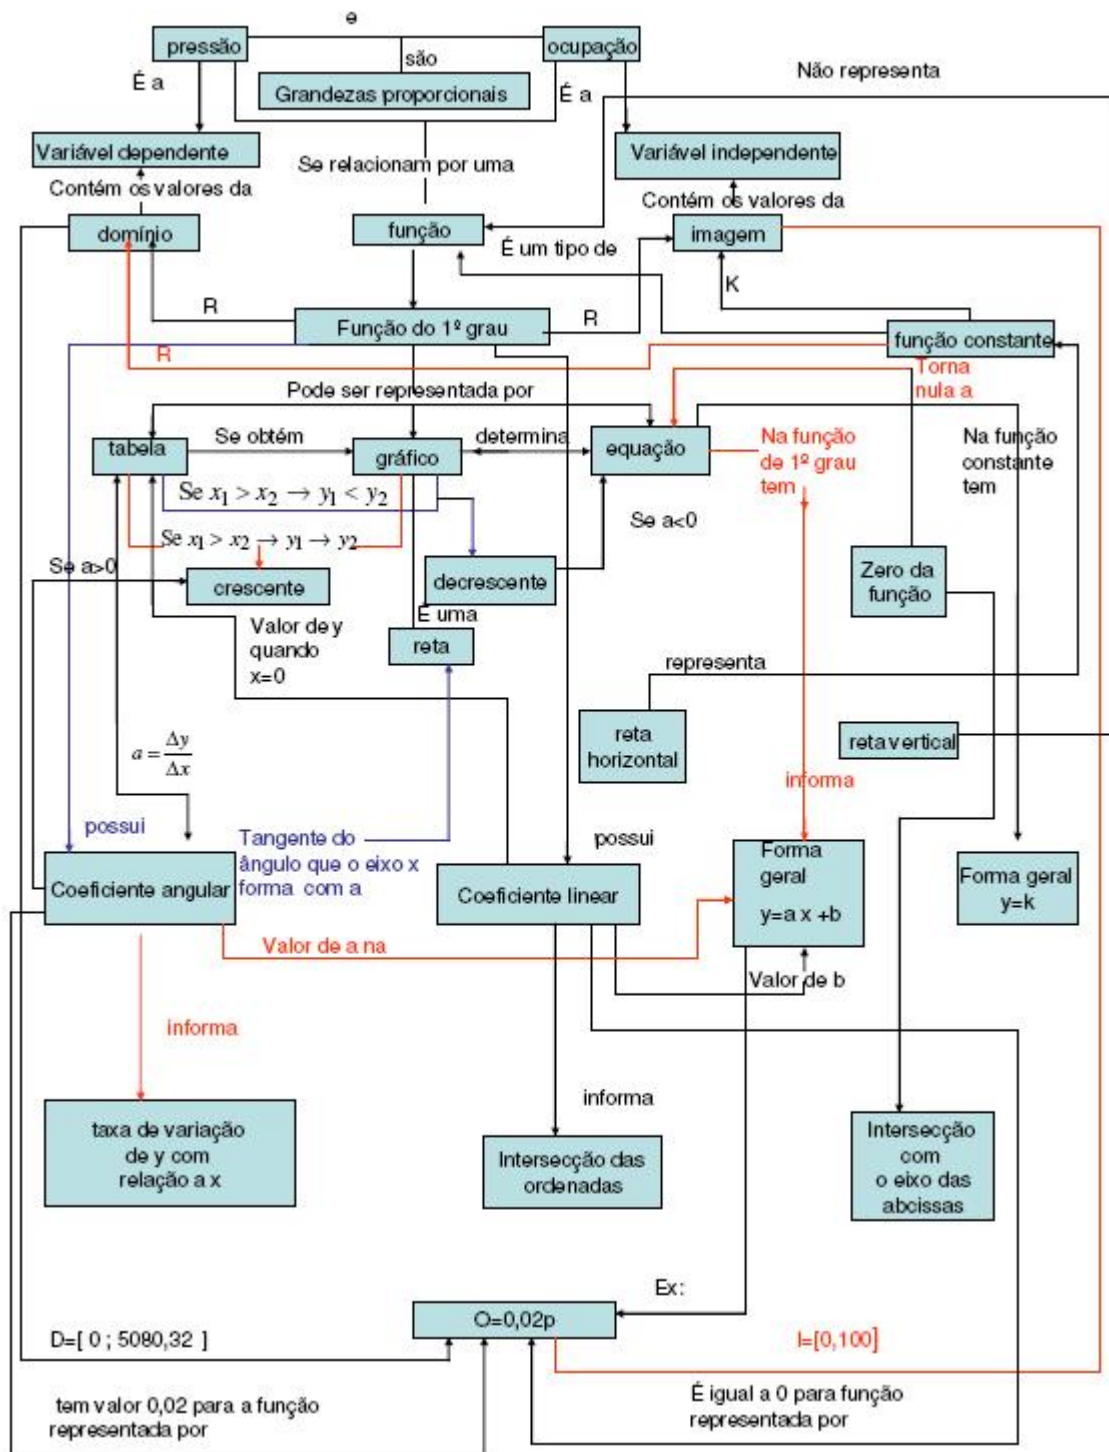 e
pressão
ocupação
são
É a
Grandezas proporcionais
É a
Não representa
Variável dependente
Se relacionam por uma
Variável independente
Contém os valores da
Contém os valores da
domínio
função
imagem
É um tipo de
K
R
Função do 1º grau
R
função constante
R
Torna
nula a
Pode ser representada por
tabela
Se obtém
gráfico
determina
equação
Na função
de 1º grau
tem
Na função
constante
tem
Se x₁ > x₂ → y₁ < y₂
Se a<0
Se x₁ > x₂ → y₁ → y₂
Se a>0
crescente
decrescente
Zero da
função
É uma
Valor de y
quando
x=0
reta
representa
reta
horizontal
reta vertical
a = Δy/Δx
informa
possui
Tangente do
ângulo que o eixo x
forma com a
possui
Coeficiente angular
Coeficiente linear
Forma
geral
y=a x +b
Forma geral
y=k
Valor de a na
Valor de b
informa
informa
taxa de variação
de y com
relação a x
Intersecção das
ordenadas
Intersecção
com
o eixo das
abcissas
Ex:
O=0,02p
D=[ 0 ; 5080,32 ]
I=[0,100]
tem valor 0,02 para a função
representada por
É igual a 0 para função
representada por